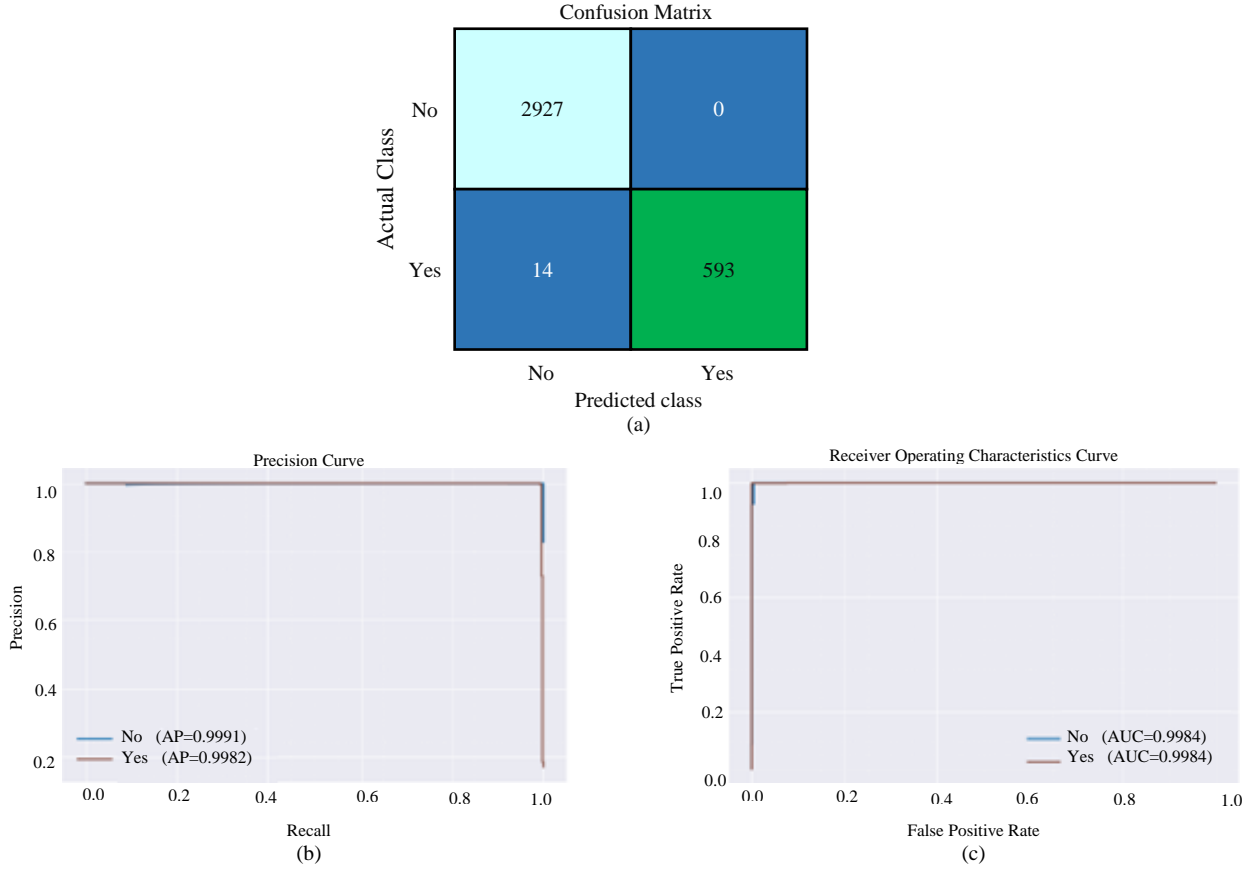 Confusion Matrix
No
2927
0
Actual Class
Yes
14
593
No
Yes
Predicted class
(a)
Precision Curve
1.0
0.8
0.6
0.4
0.2
Precision
No (AP=0.9991)
Yes (AP=0.9982)
0.0
0.2
0.4
0.6
0.8
1.0
Recall
(b)
Receiver Operating Characteristics Curve
1.0
0.8
0.6
0.4
0.2
0.0
True Positive Rate
No (AUC=0.9984)
Yes (AUC=0.9984)
0.0
0.2
0.4
0.6
0.8
1.0
False Positive Rate
(c)